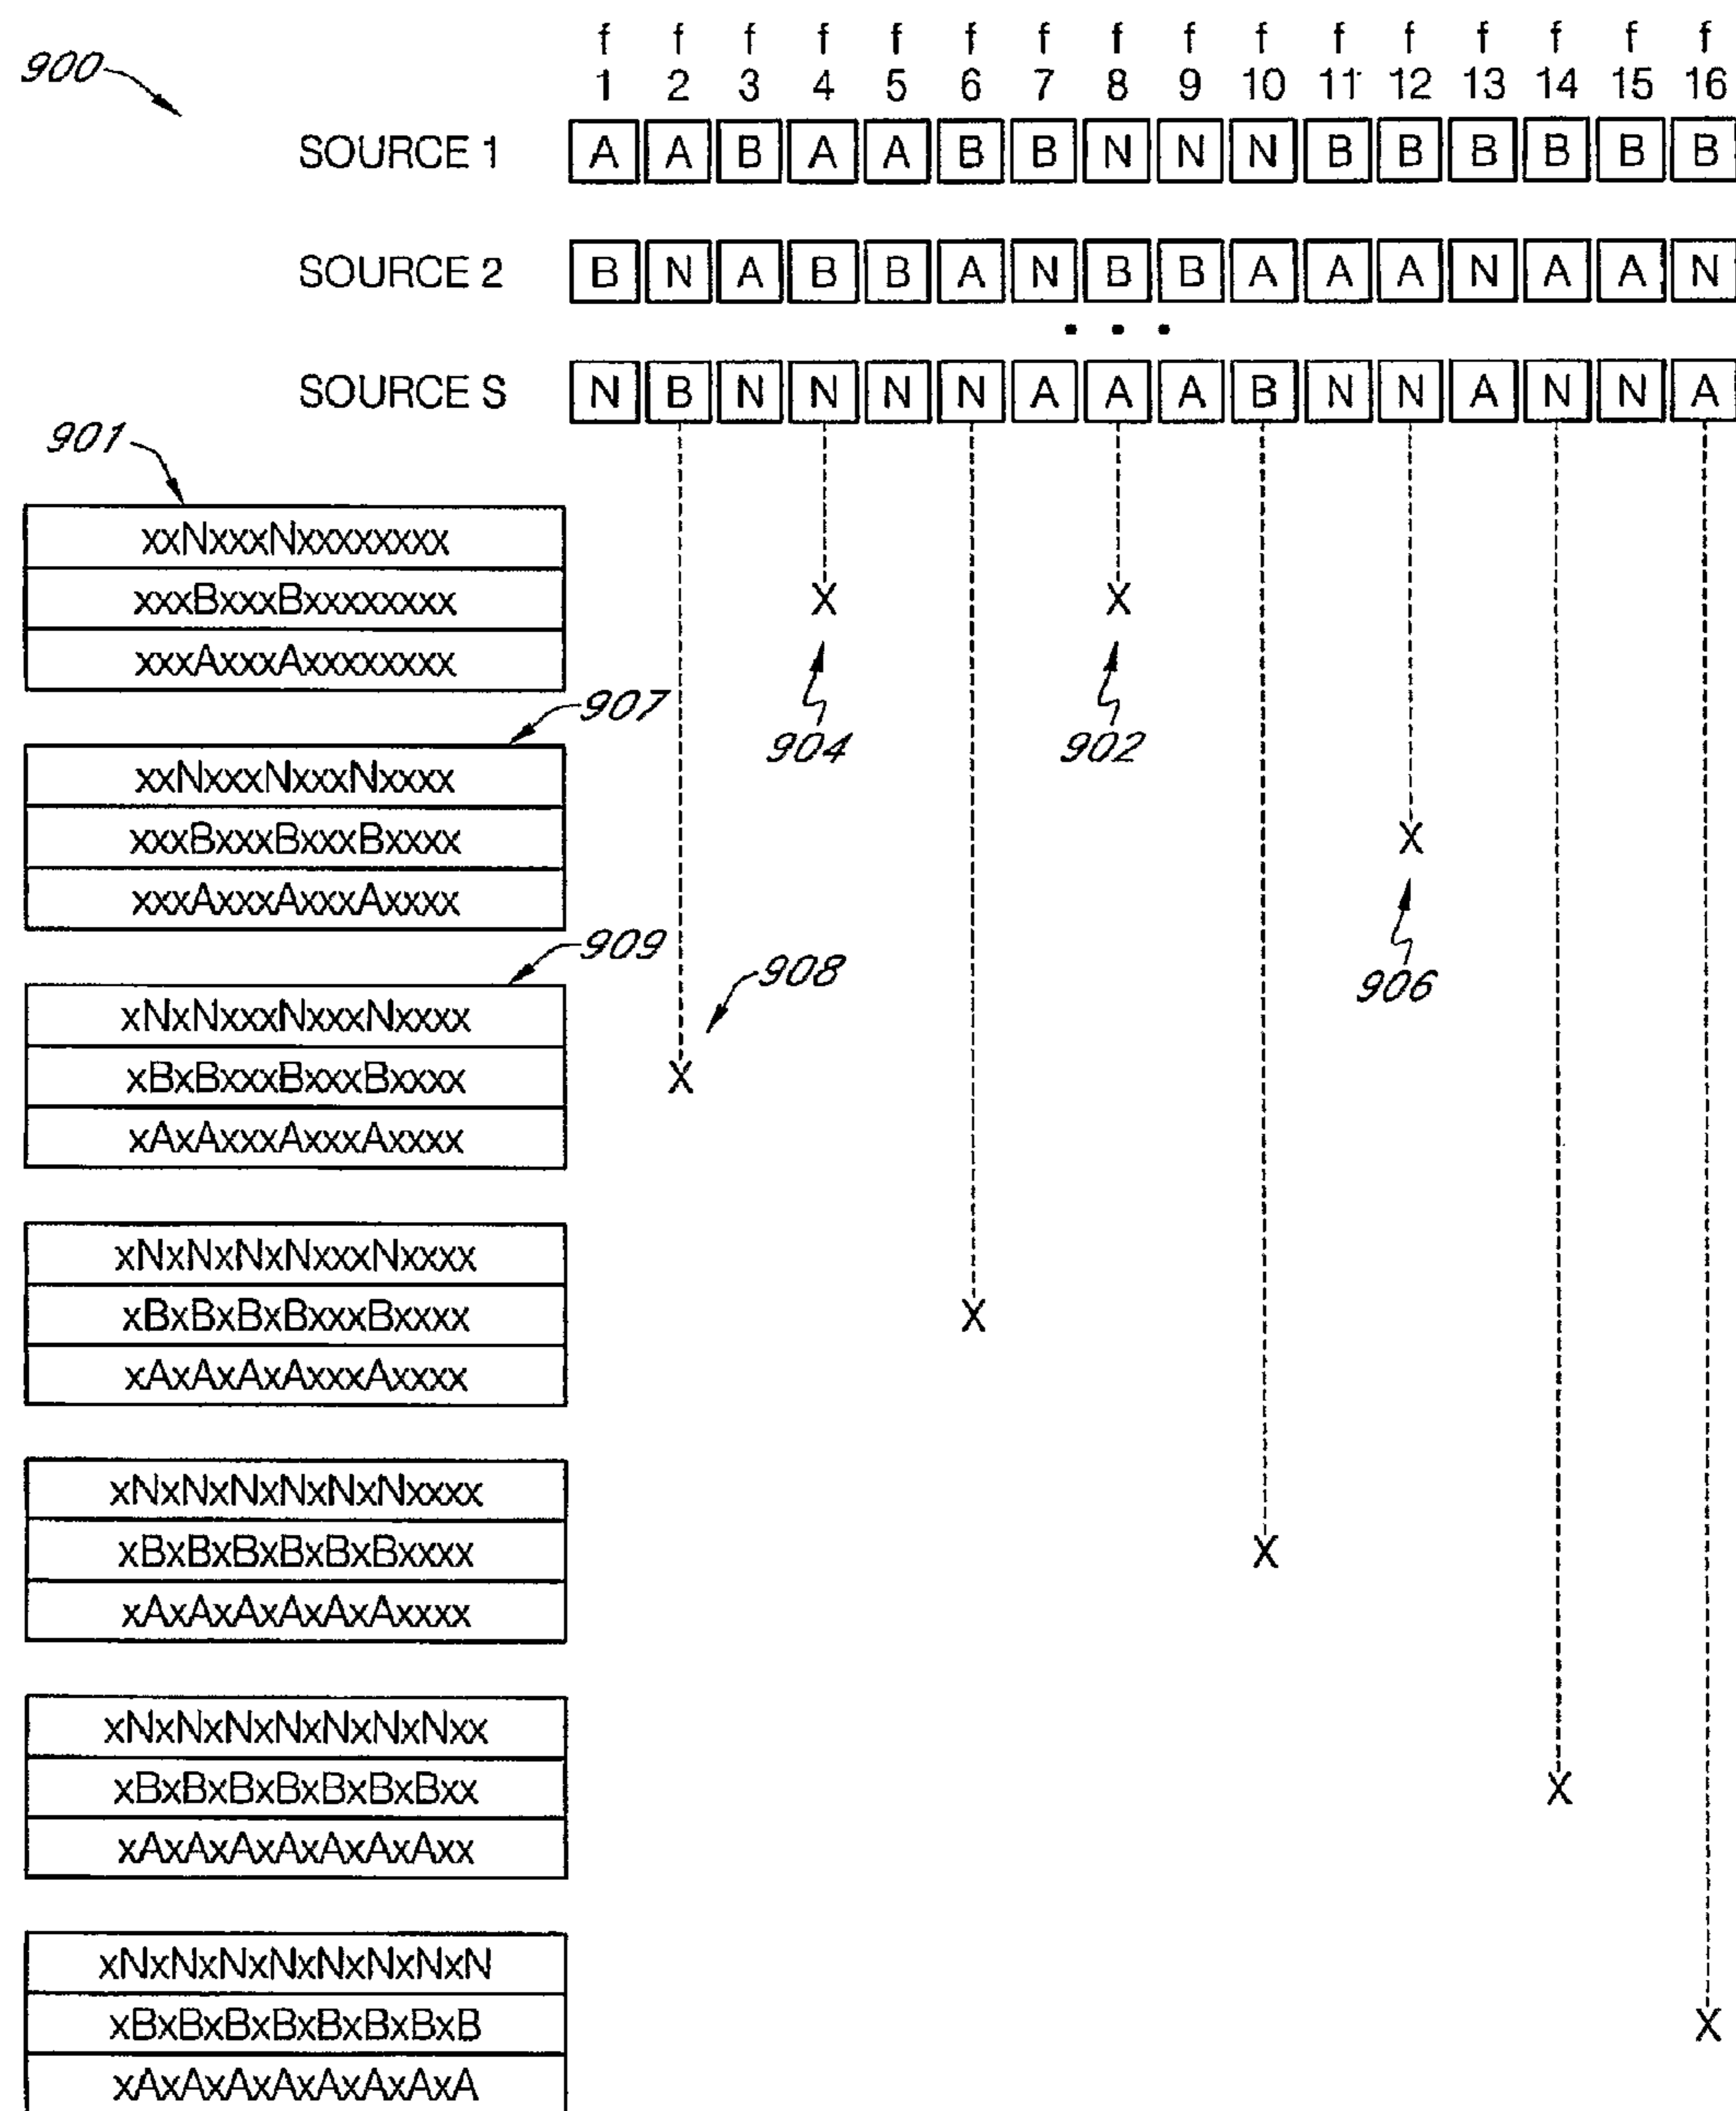 900
f f f f f f f f f f f f f f f f
1 2 3 4 5 6 7 8 9 10 11 12 13 14 15 16
SOURCE 1 A A B A A B B N N N B B B B B B
SOURCE 2 B N A B B A N B B A A A N A A N
• • •
SOURCE S N B N N N N A A A B N N A N N A
901
xxNxxxNxxxxxxxx
xxxBxxxBxxxxxxxx
X X
xxxAxxxAxxxxxxxx
904 902
907
xxNxxxNxxxNxxxx
xxxBxxxBxxxBxxxx
X
xxxAxxxAxxxAxxxx
906
909
908
xNxNxxxNxxxNxxxx
xBxBxxxBxxxBxxxx
X
xAxAxxxAxxxAxxxx
xNxNxNxNxxxNxxxx
xBxBxBxBxxxBxxxx
X
xAxAxAxAxxxAxxxx
xNxNxNxNxNxNxxxx
xBxBxBxBxBxBxxxx
X
xAxAxAxAxAxAxxxx
xNxNxNxNxNxNxNxx
xBxBxBxBxBxBxBxx
X
xAxAxAxAxAxAxAxx
xNxNxNxNxNxNxNxN
xBxBxBxBxBxBxBxB
X
xAxAxAxAxAxAxAxA